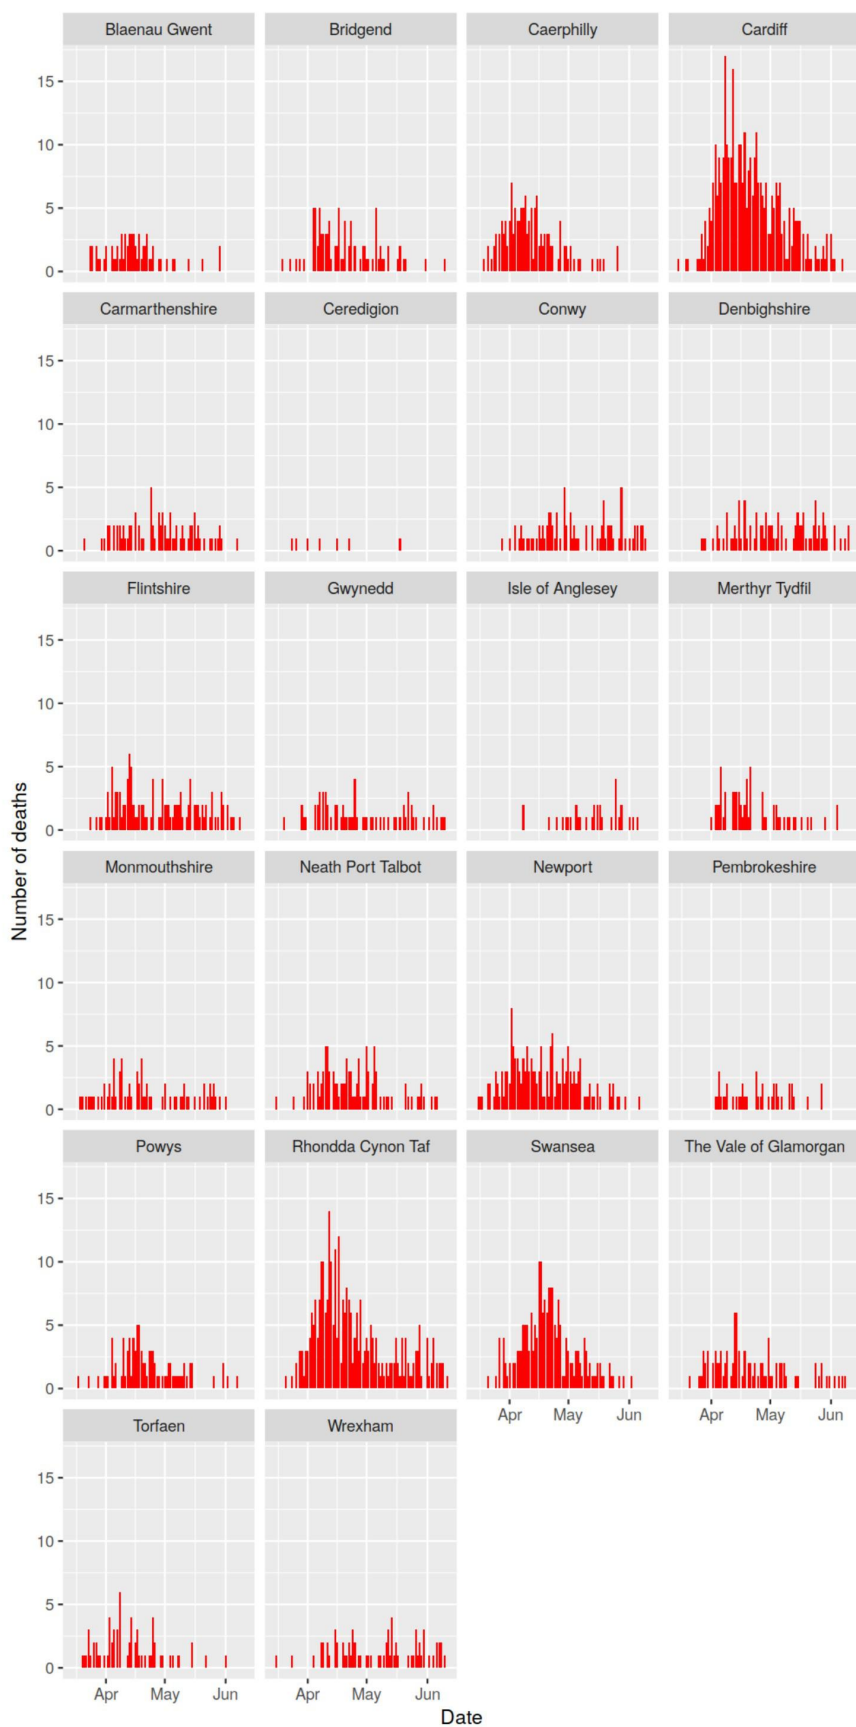 Blaenau Gwent Bridgend Caerphilly Cardiff
15
10
5
0
Carmarthenshire Ceredigion Conwy Denbighshire
15
10
5
0
Flintshire Gwynedd Isle of Anglesey Merthyr Tydfil
15
10
5
0
Number of deaths
Monmouthshire Neath Port Talbot Newport Pembrokeshire
15
10
5
0
Powys Rhondda Cynon Taf Swansea The Vale of Glamorgan
15
10
5
0
Apr May Jun Apr May Jun
Torfaen Wrexham
15
10
5
0
Apr May Jun Apr May Jun
Date